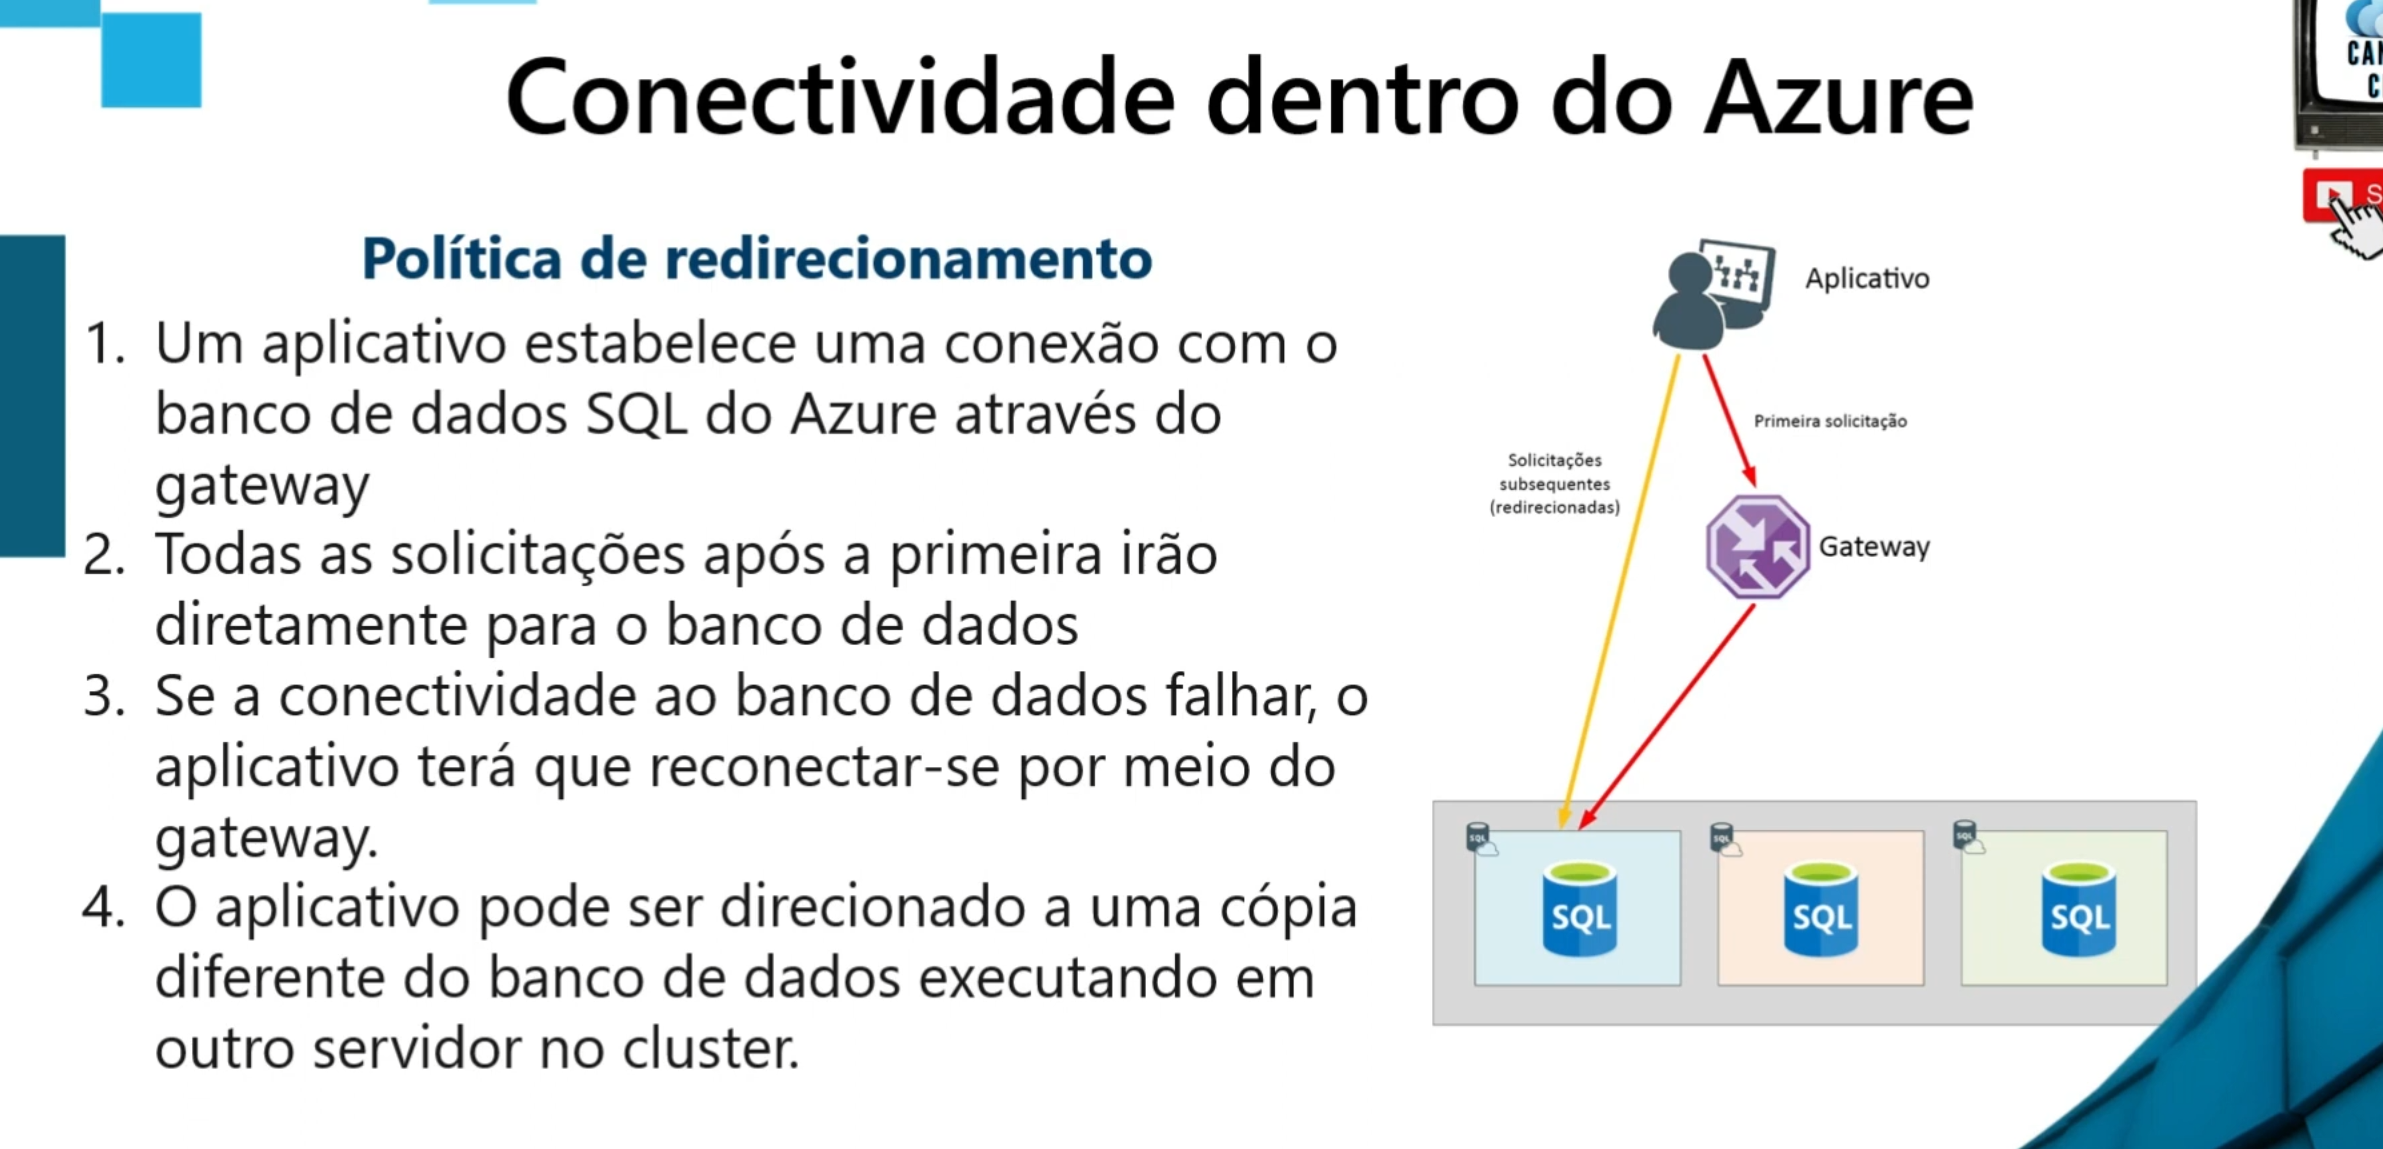 Conectividade dentro do Azure
Política de redirecionamento
1. Um aplicativo estabelece uma conexão com o
banco de dados SQL do Azure através do
gateway
2. Todas as solicitações após a primeira irão
diretamente para o banco de dados
3. Se a conectividade ao banco de dados falhar, o
aplicativo terá que reconectar-se por meio do
gateway.
4. O aplicativo pode ser direcionado a uma cópia
diferente do banco de dados executando em
outro servidor no cluster.
Aplicativo
Primeira solicitação
Solicitações
subsequentes
(redirecionadas)
Gateway
SQL
SQL
SQL
SQL
SQL
SQL